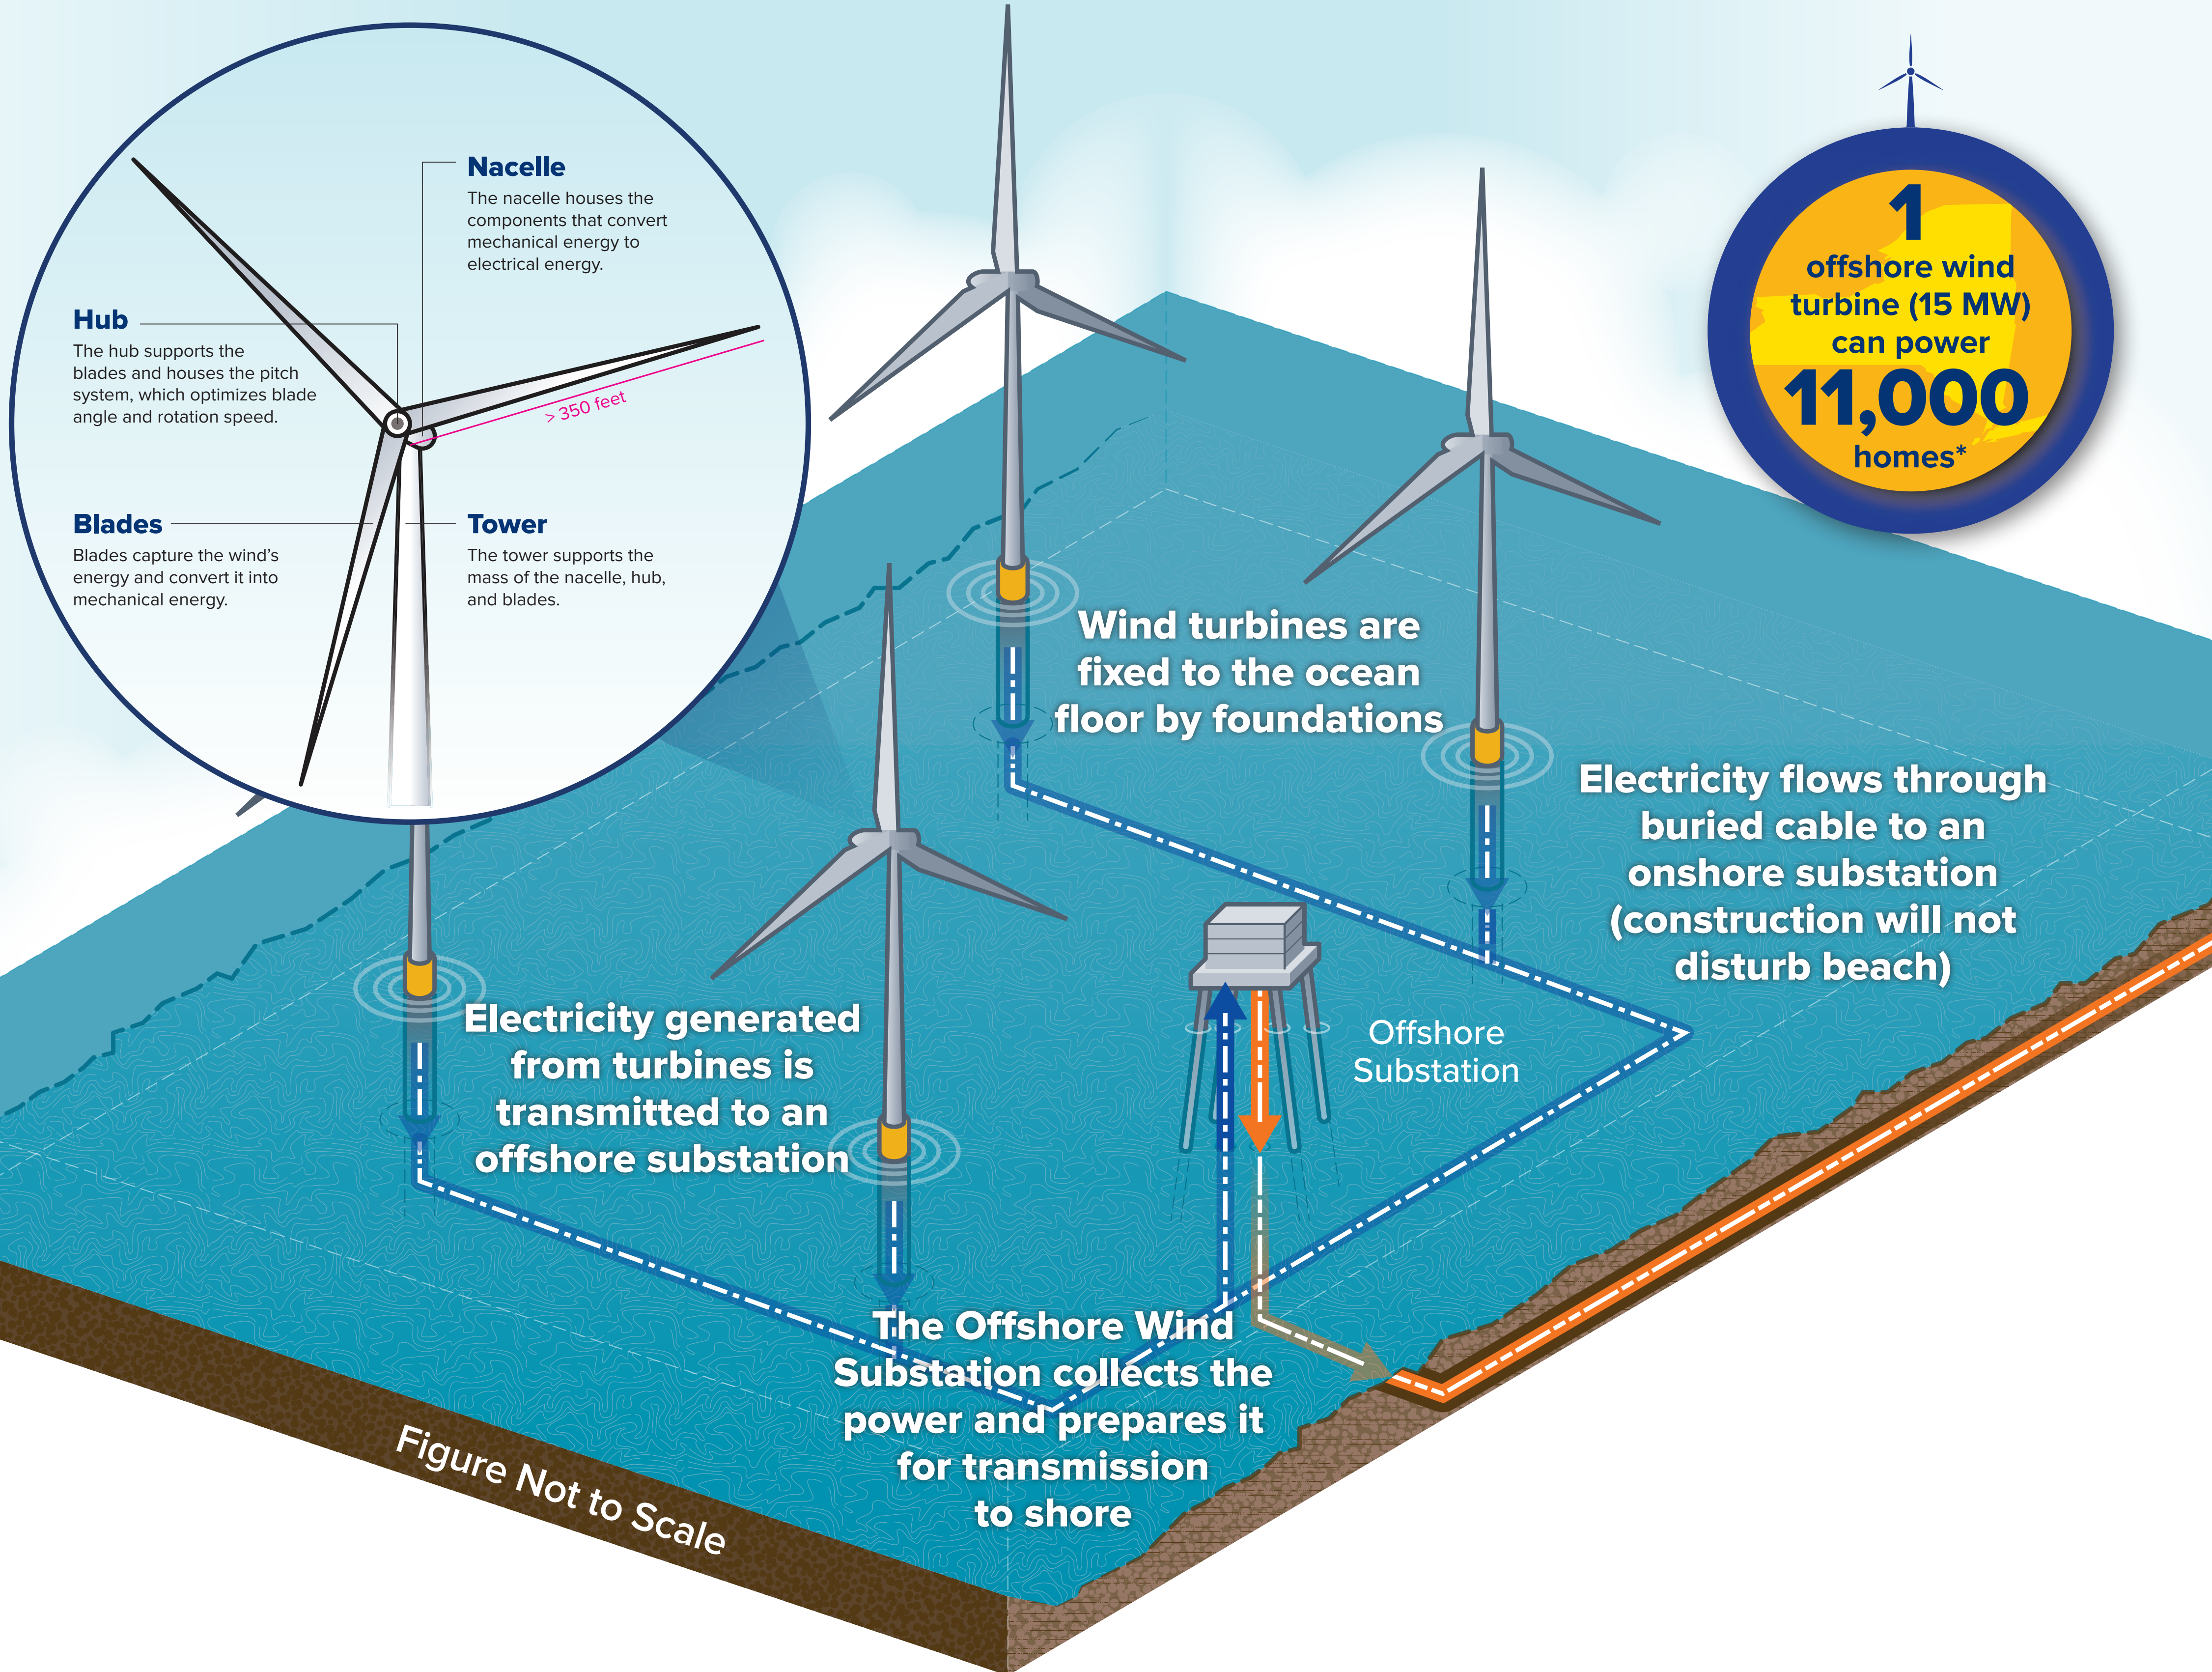 Nacelle
The nacelle houses the
components that convert
mechanical energy to
electrical energy.
Hub
The hub supports the
blades and houses the pitch
system, which optimizes blade
angle and rotation speed.
> 350 feet
Blades
Blades capture the wind’s
energy and convert it into
mechanical energy.
Tower
The tower supports the
mass of the nacelle, hub,
and blades.
1
offshore wind
turbine (15 MW)
can power
11,000
homes*
Wind turbines are
fixed to the ocean
floor by foundations
Electricity flows through
buried cable to an
onshore substation
(construction will not
disturb beach)
Electricity generated
from turbines is
transmitted to an
offshore substation
Offshore
Substation
The Offshore Wind
Substation collects the
power and prepares it
for transmission
to shore
Figure Not to Scale